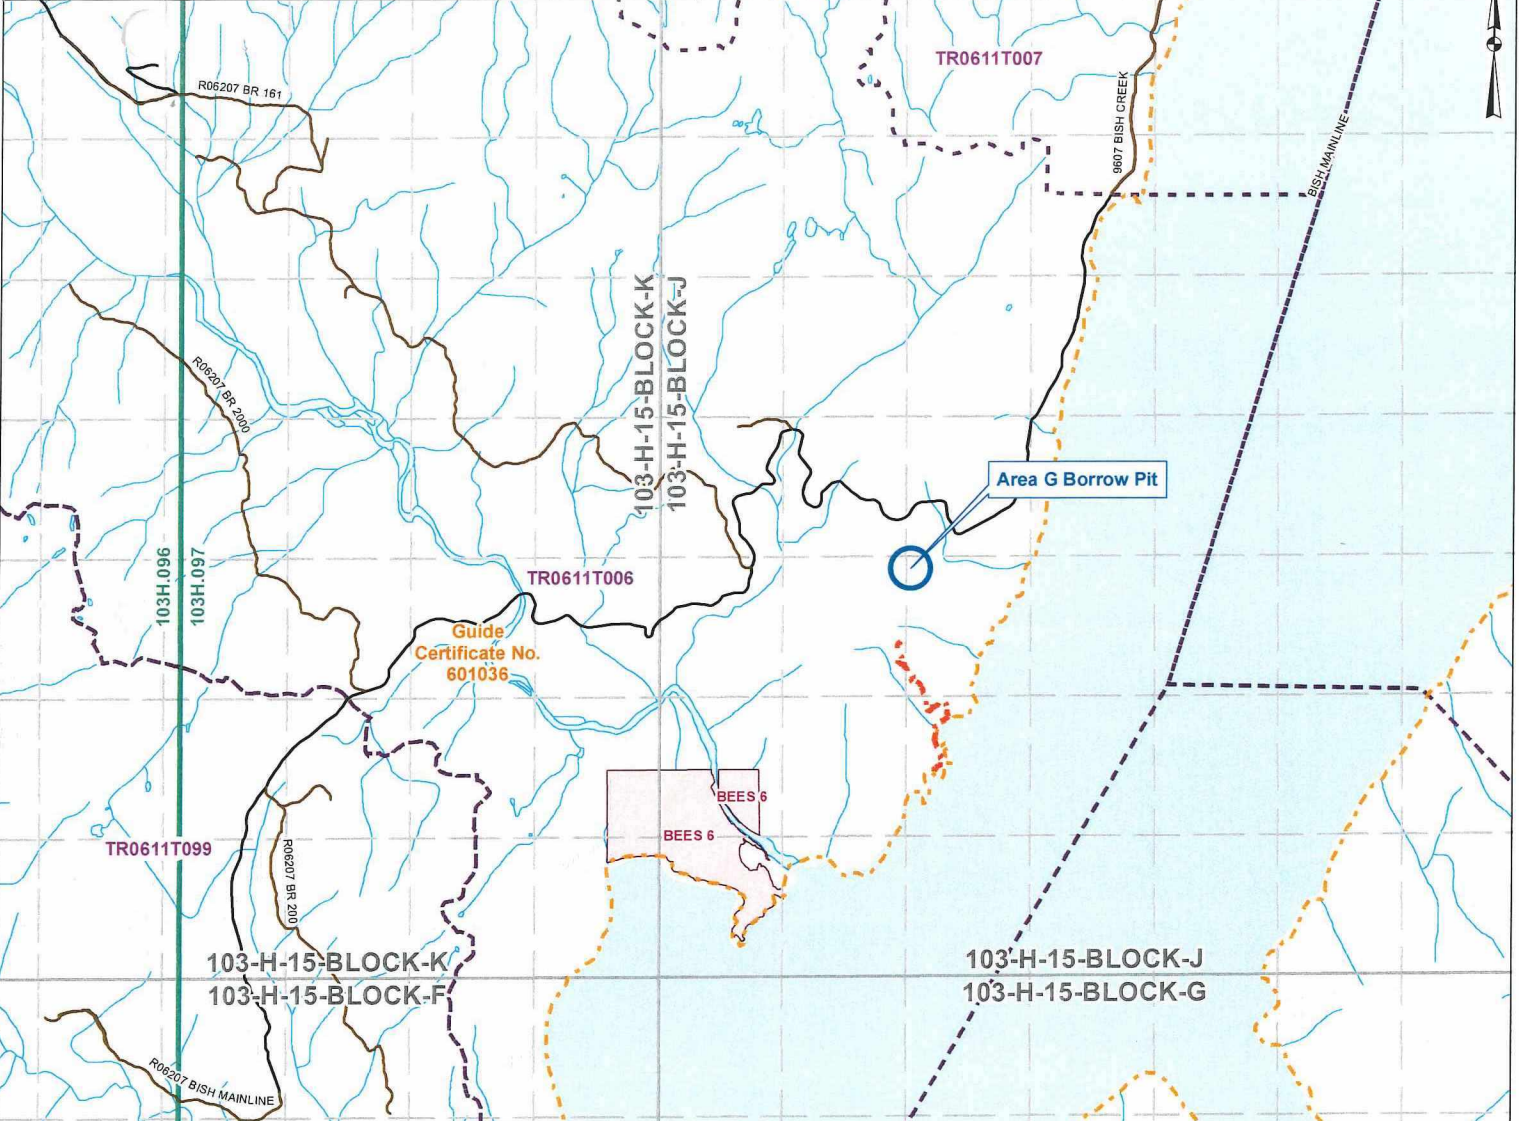 TR0611T007
R06207 BR 161
9607 BISH CREEK
BISH MAINLINE
103-H-15-BLOCK-K
103-H-15-BLOCK-J
R06207 BR 2000
Area G Borrow Pit
103H.096
103H.097
TR0611T006
Guide
Certificate No.
601036
BEES 6
BEES 6
TR0611T099
R06207 BR 200
103-H-15-BLOCK-K
103-H-15-BLOCK-F
103-H-15-BLOCK-J
103-H-15-BLOCK-G
R06207 BISH MAINLINE